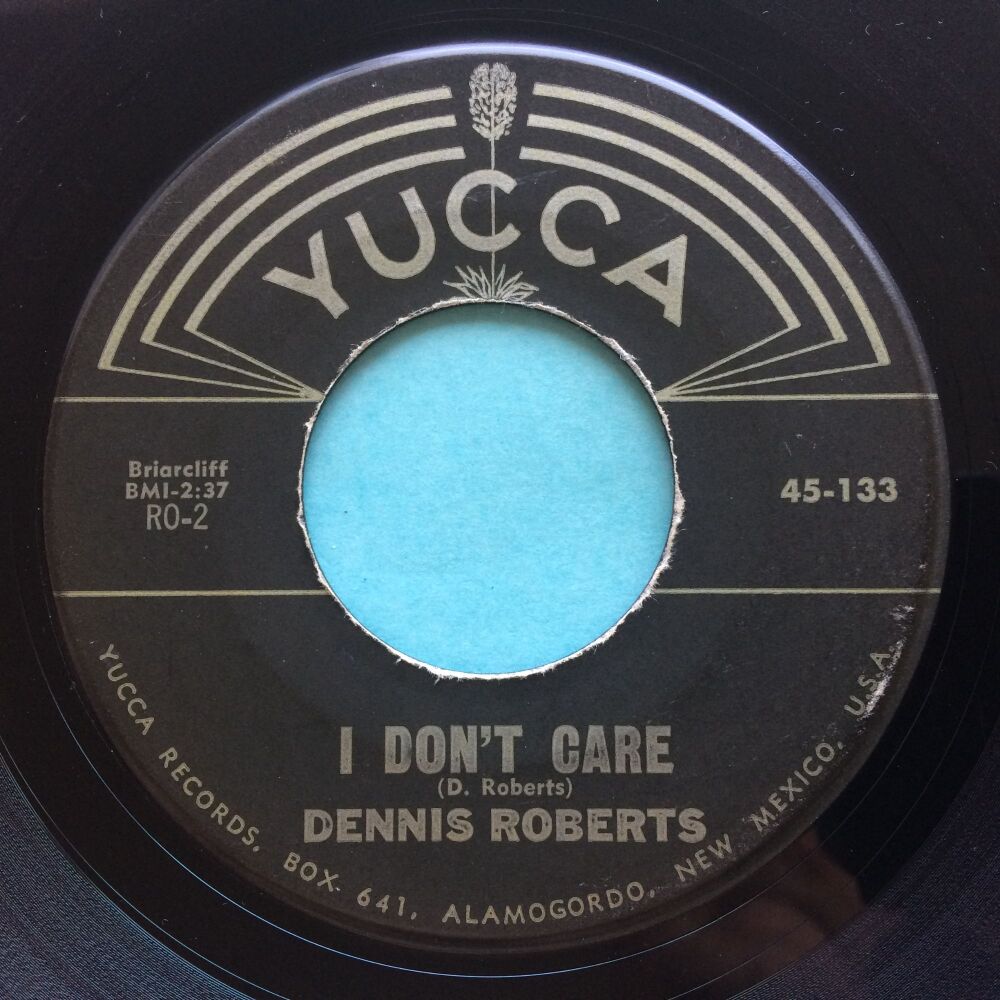 YUCCA
Briarcliff
BMI-2:37
RO-2
45-133
I DON'T CARE
(D. Roberts)
DENNIS ROBERTS
YUCCA RECORDS, BOX 641, ALAMOGORDO, NEW MEXICO, U.S.A.